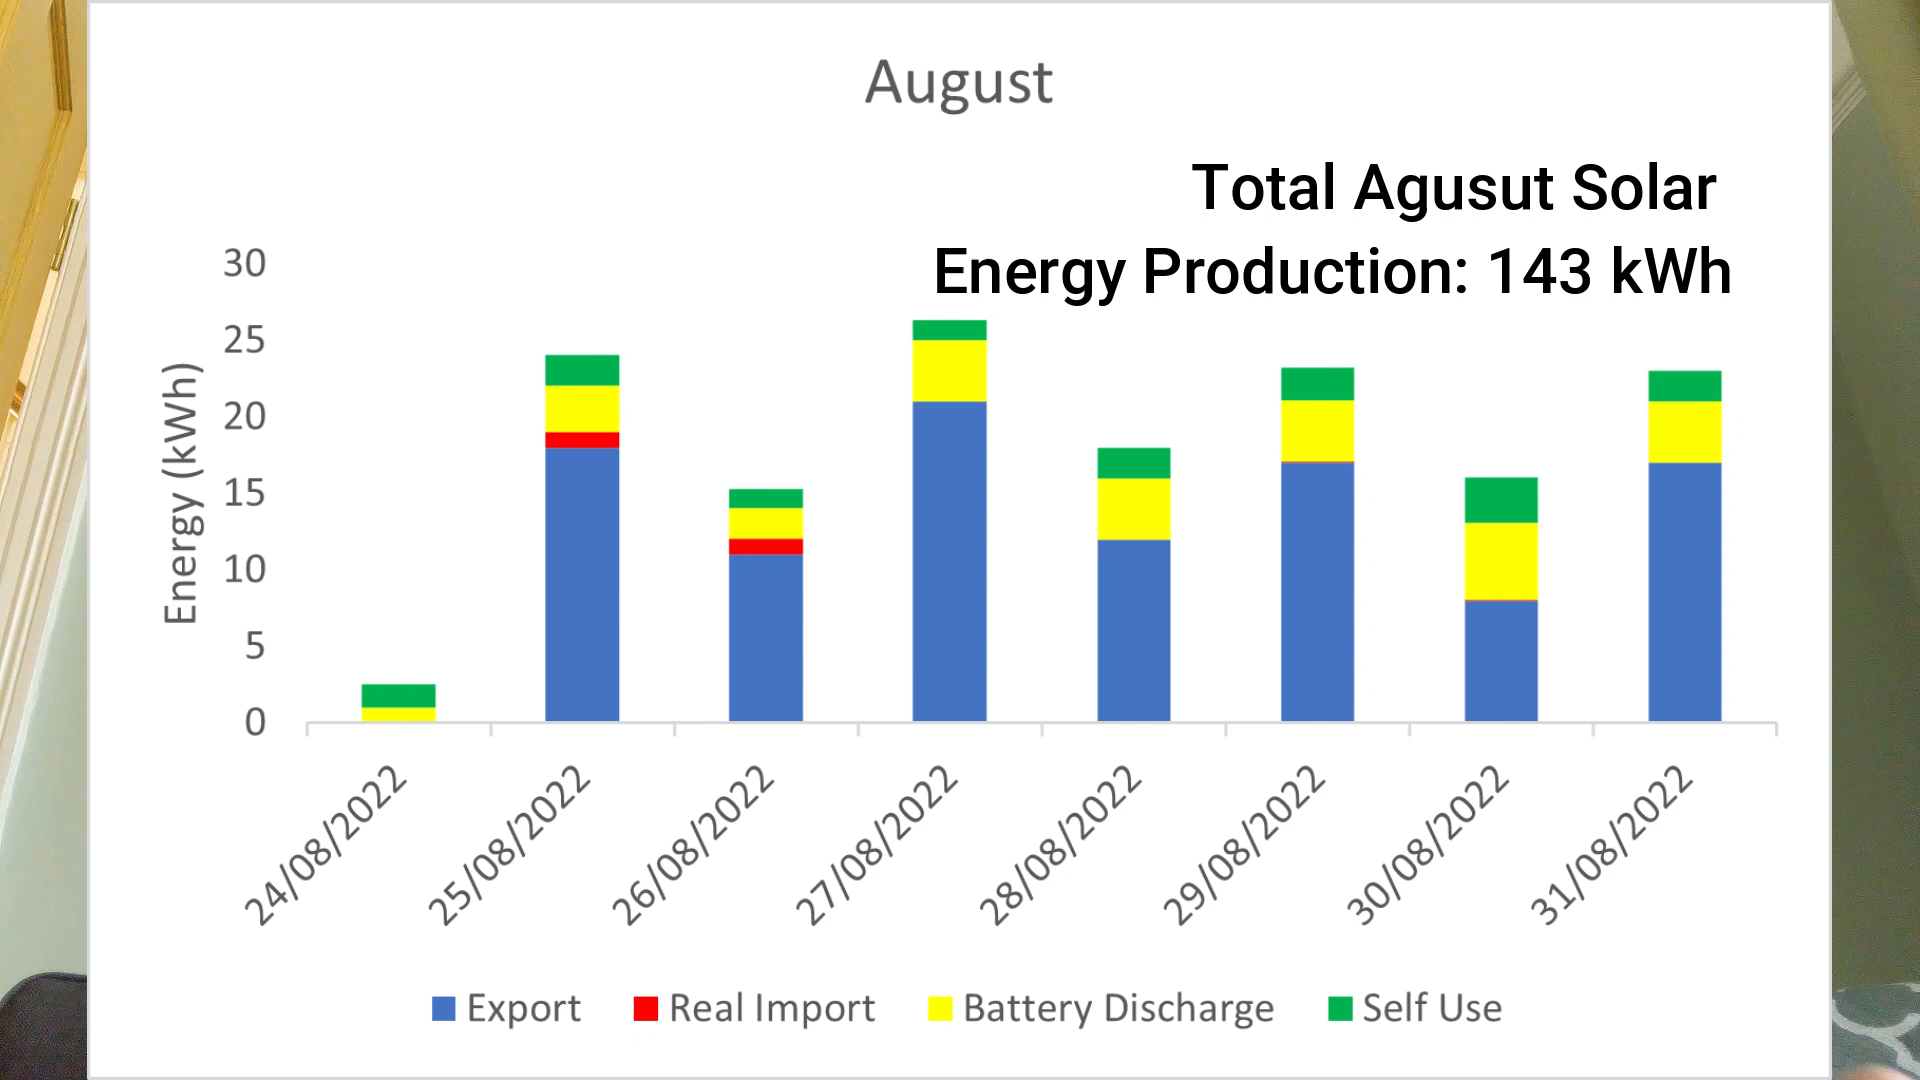 August
Total Agusut Solar
Energy Production: 143 kWh
Energy (kWh)
30
25
20
15
10
5
0
24/08/2022
25/08/2022
26/08/2022
27/08/2022
28/08/2022
29/08/2022
30/08/2022
31/08/2022
Export
Real Import
Battery Discharge
Self Use